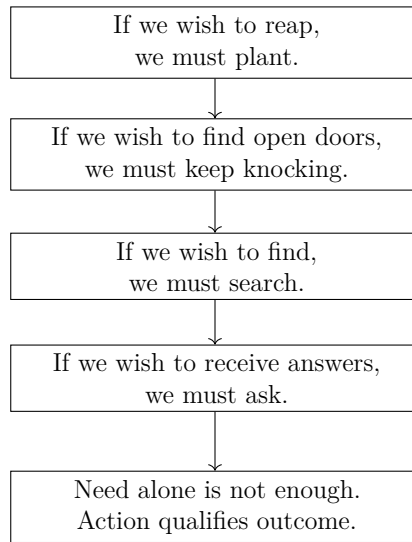 If we wish to reap,
we must plant.
If we wish to find open doors,
we must keep knocking.
If we wish to find,
we must search.
If we wish to receive answers,
we must ask.
Need alone is not enough.
Action qualifies outcome.